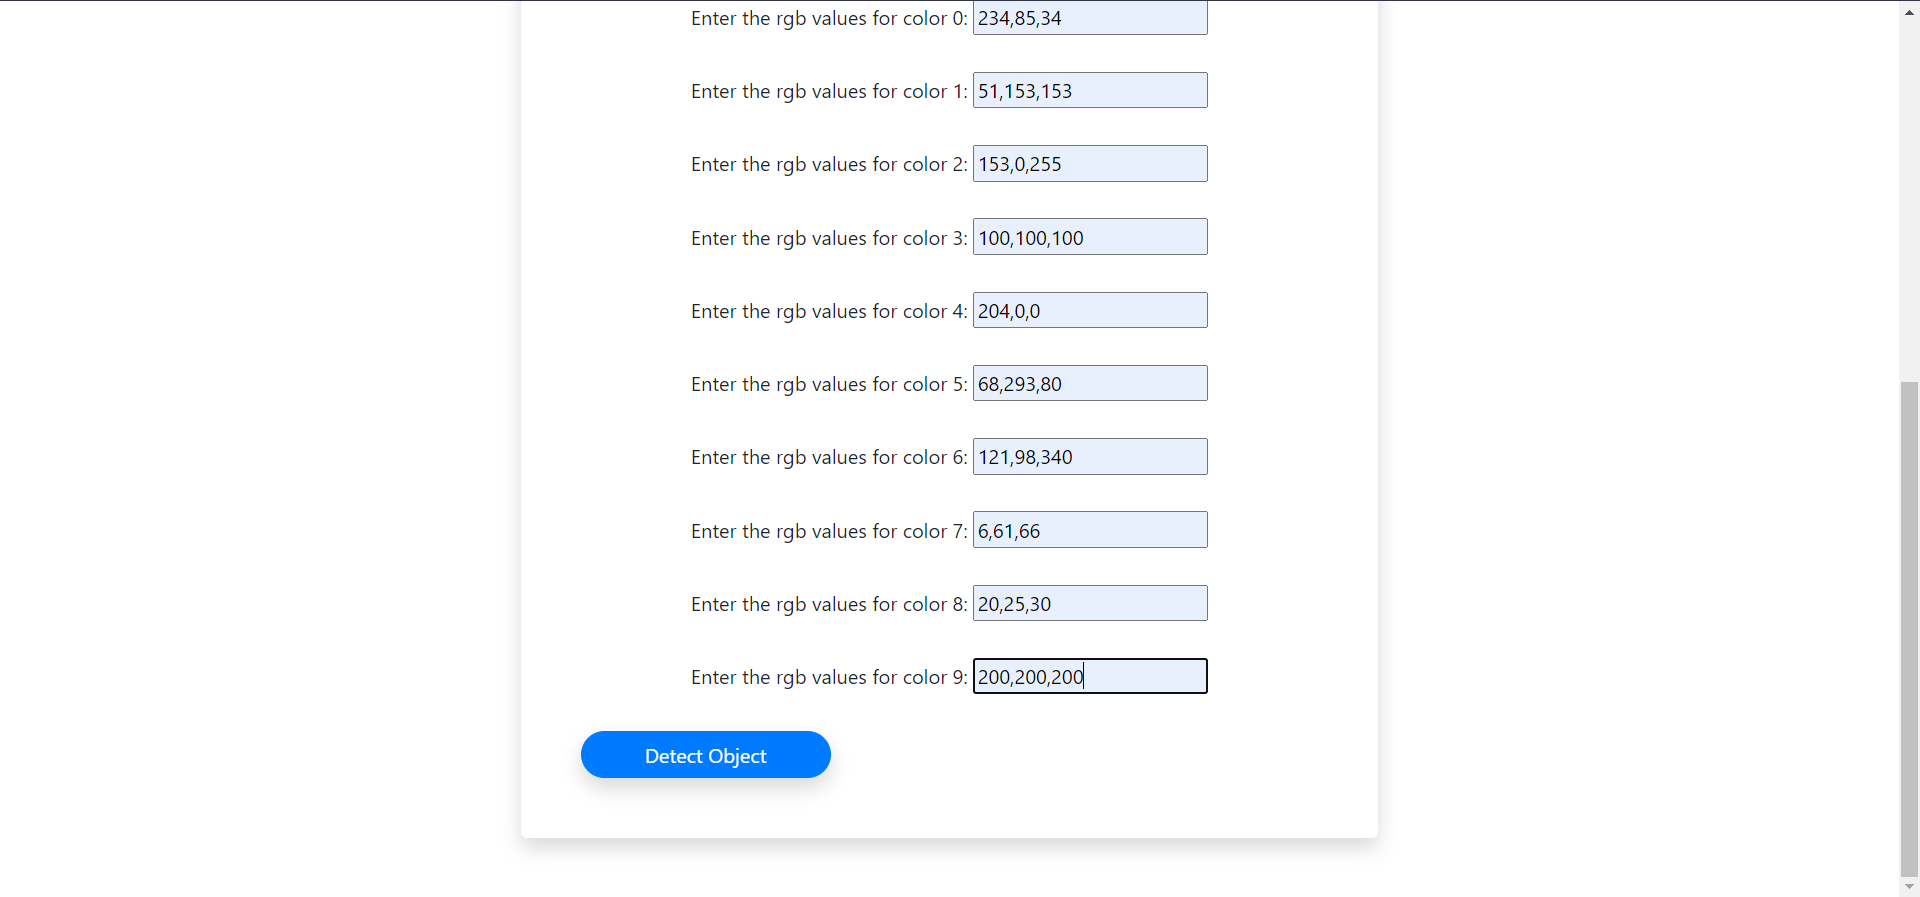 Enter the rgb values for color 0: 234,85,34
Enter the rgb values for color 1: 51,153,153
Enter the rgb values for color 2: 153,0,255
Enter the rgb values for color 3: 100,100,100
Enter the rgb values for color 4: 204,0,0
Enter the rgb values for color 5: 68,293,80
Enter the rgb values for color 6: 121,98,340
Enter the rgb values for color 7: 6,61,66
Enter the rgb values for color 8: 20,25,30
Enter the rgb values for color 9: 200,200,200
Detect Object